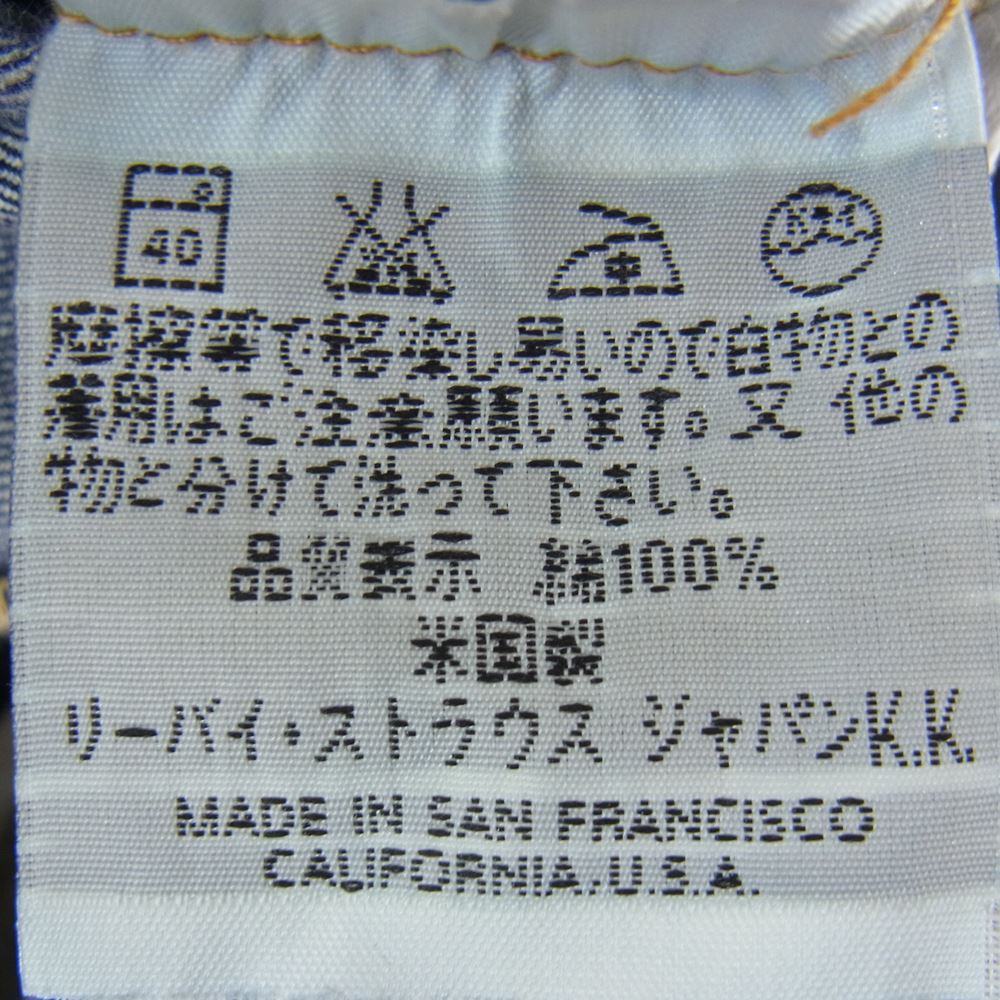 40
摩擦等で移染し易いので白物との
着用はご注意願います。又 他の
物と分けて洗って下さい。
品質表示 綿100%
米国製
リーバイ・ストラウス ジャパンK.K.
MADE IN SAN FRANCISCO
CALIFORNIA.U.S.A.